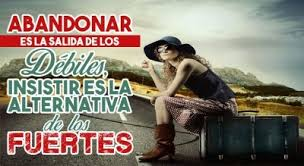 ABANDONAR
ES LA SALIDA DE LOS
Débiles,
INSISTIR ES LA
ALTERNATIVA
de los
FUERTES